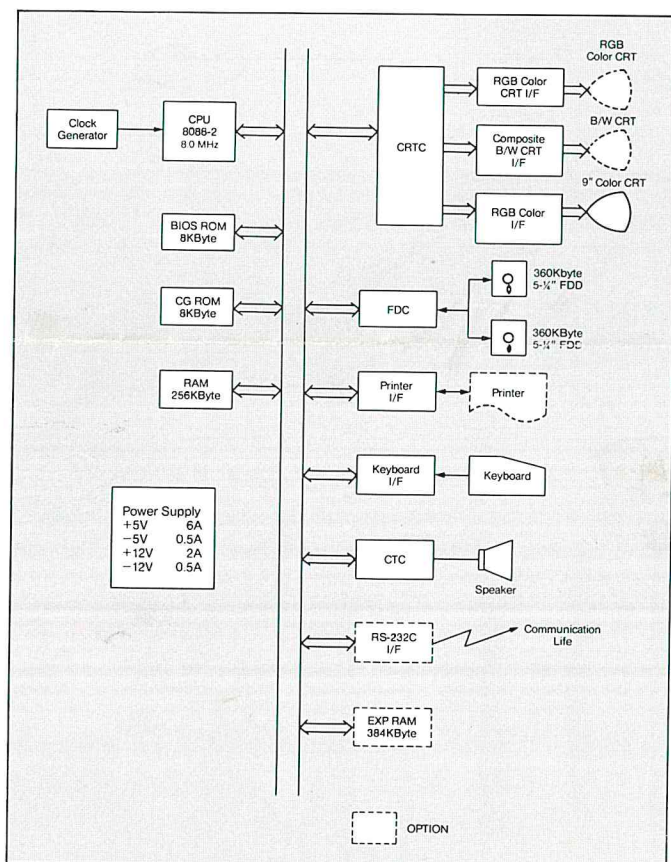 RGB
Color CRT
RGB Color
CRT I/F
Clock
Generator
CPU
8086-2
8.0 MHz
CRTC
Composite
B/W CRT
I/F
B/W CRT
9" Color CRT
RGB Color
I/F
BIOS ROM
8KByte
CG ROM
8KByte
FDC
360Kbyte
5-¼" FDD
360KByte
5-¼" FDD
RAM
256KByte
Printer
I/F
Printer
Keyboard
I/F
Keyboard
Power Supply
+5V 6A
−5V 0.5A
+12V 2A
−12V 0.5A
CTC
Speaker
RS-232C
I/F
Communication
Life
EXP RAM
384KByte
OPTION